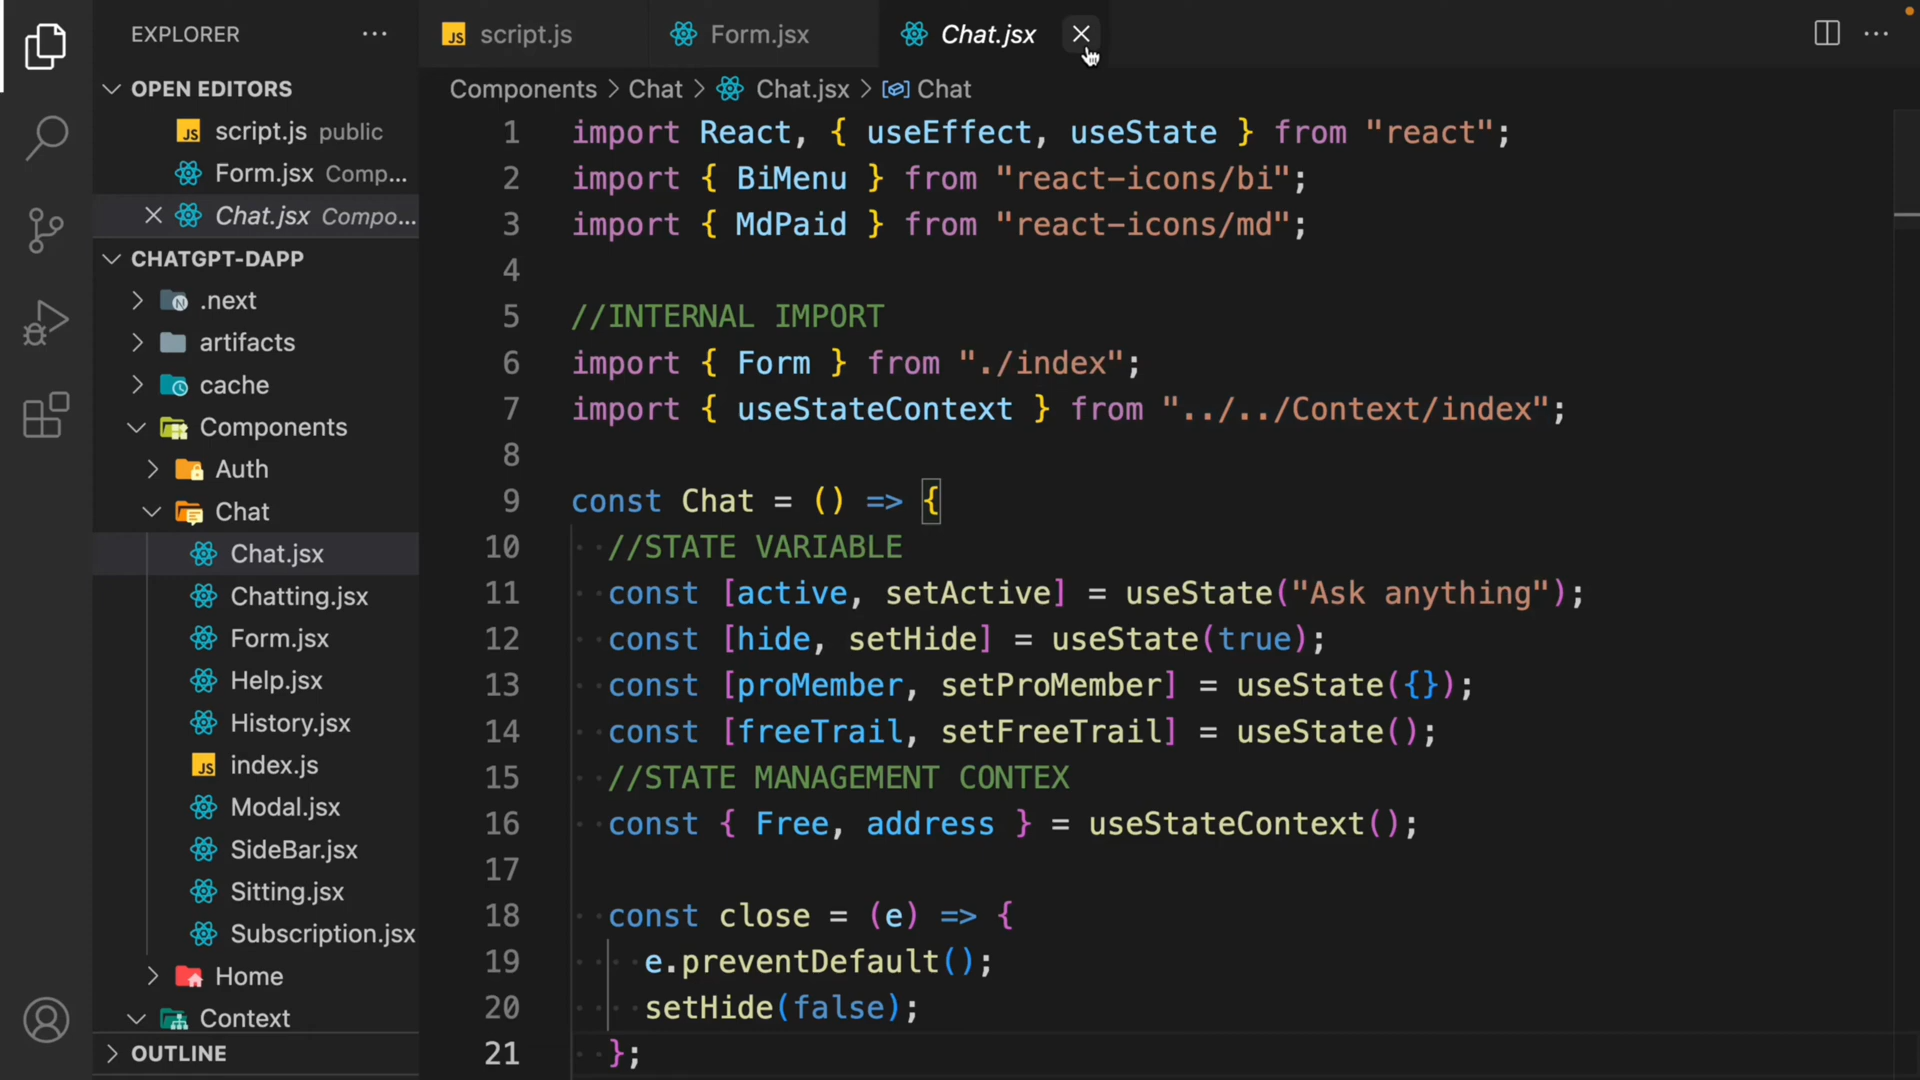 EXPLORER
OPEN EDITORS
JS script.js public
Form.jsx Comp...
Chat.jsx Compo...
CHATGPT-DAPP
.next
artifacts
cache
Components
Auth
Chat
Chat.jsx
Chatting.jsx
Form.jsx
Help.jsx
History.jsx
JS index.js
Modal.jsx
SideBar.jsx
Sitting.jsx
Subscription.jsx
Home
Context
OUTLINE
JS script.js Form.jsx Chat.jsx
Components > Chat > Chat.jsx > Chat
1 import React, { useEffect, useState } from "react";
2 import { BiMenu } from "react-icons/bi";
3 import { MdPaid } from "react-icons/md";
4
5 //INTERNAL IMPORT
6 import { Form } from "./index";
7 import { useStateContext } from "../../Context/index";
8
9 const Chat = () => {
10 //STATE VARIABLE
11 const [active, setActive] = useState("Ask anything");
12 const [hide, setHide] = useState(true);
13 const [proMember, setProMember] = useState({});
14 const [freeTrail, setFreeTrail] = useState();
15 //STATE MANAGEMENT CONTEX
16 const { Free, address } = useStateContext();
17
18 const close = (e) => {
19 e.preventDefault();
20 setHide(false);
21 };